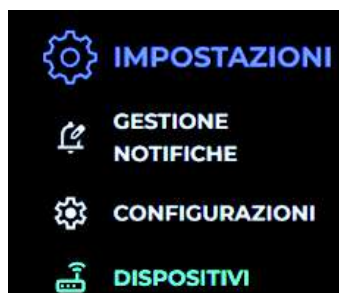 IMPOSTAZIONI
GESTIONE
NOTIFICHE
CONFIGURAZIONI
DISPOSITIVI